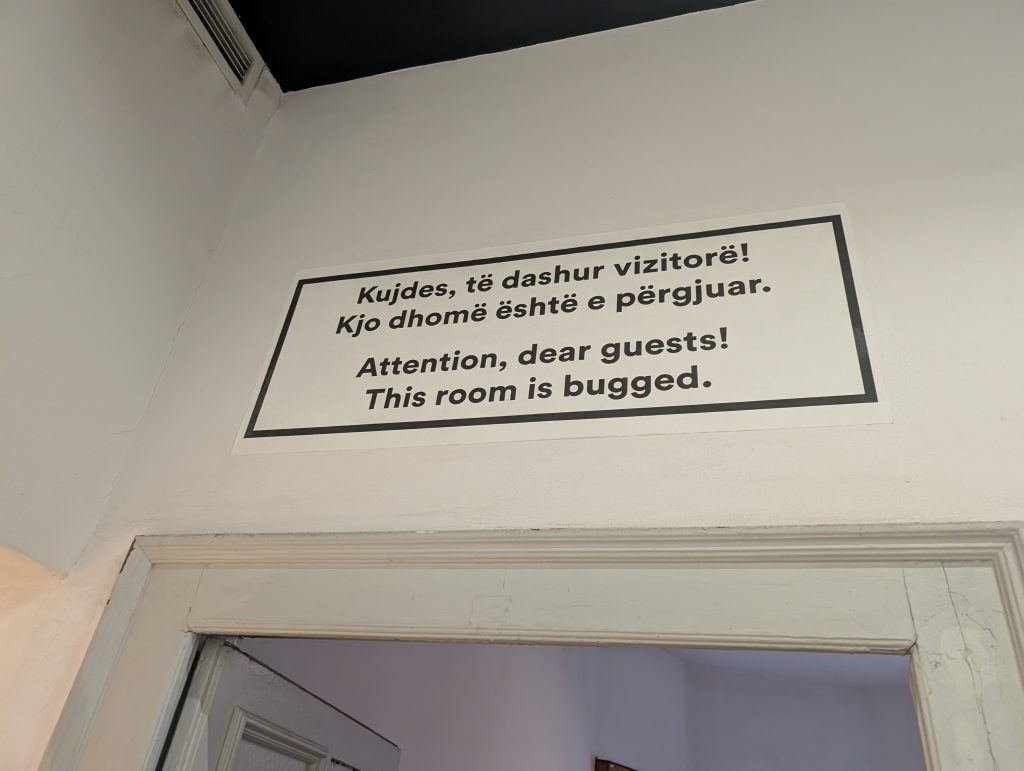 Kujdes, të dashur vizitorë!
Kjo dhomë është e përgjuar.
Attention, dear guests!
This room is bugged.